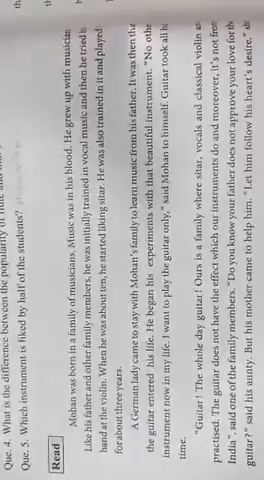 Que. 4. What is the difference between the popularity of
Que. 5. Which instrument is liked by half of the students?
Read
Mohan was born in a family of musicians. Music was in his blood. He grew up with musician
Like his father and other family members, he was initially trained in vocal music and then he tried
hand at the violin. When he was about ten, he started liking sitar. He was also trained in it and played
for about three years.
A German lady came to stay with Mohan's family to learn music from his father. It was then
the guitar entered his life. He began his experiments with that beautiful instrument. "No
instrument now in my life. I want to play the guitar only," said Mohan to himself. Guitar took all
time.
"Guitar! The whole day guitar! Ours is a family where sitar, vocals and classical violin
practised. The guitar does not have the effect which our instruments do and moreover, it's not
India". said one of the family members. "Do you know your father does not approve your love for
guitar?" said his aunty. But his mother came to help him. "Let him follow his heart's desire."